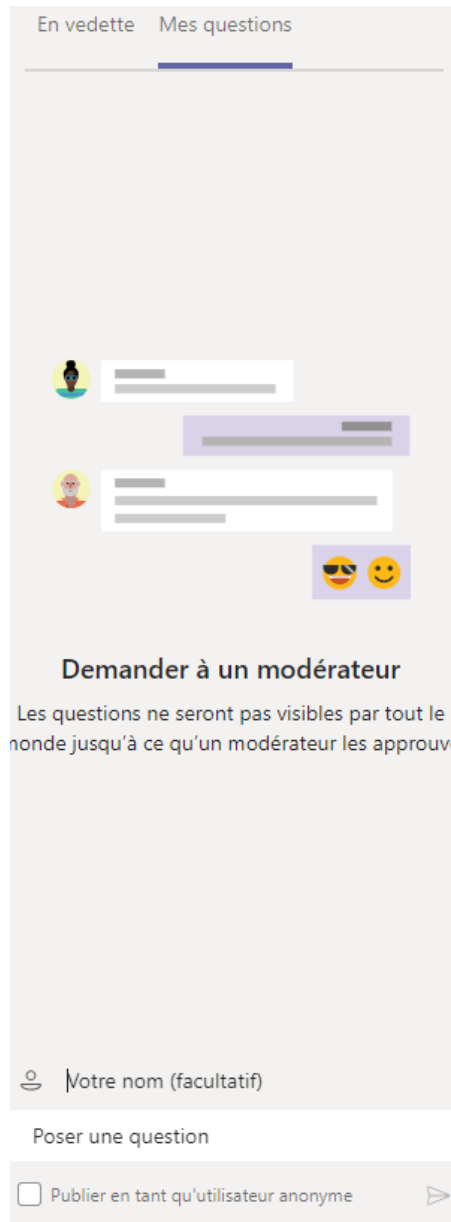 En vedette Mes questions
Demander à un modérateur
Les questions ne seront pas visibles par tout le
monde jusqu'à ce qu'un modérateur les approuve
Votre nom (facultatif)
Poser une question
Publier en tant qu'utilisateur anonyme